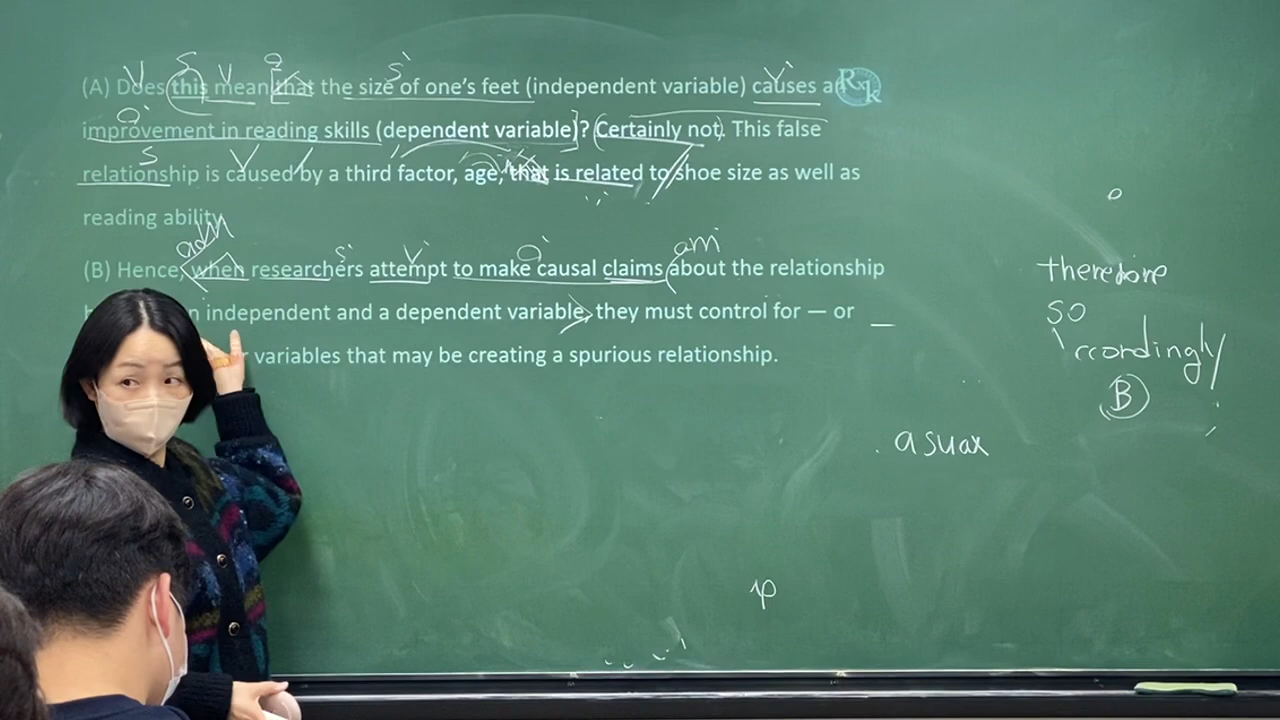 V S V o S' V'
(A) Does this mean that the size of one's feet (independent variable) causes an
Rk
O'
improvement in reading skills (dependent variable)? Certainly not. This false
S V
relationship is caused by a third factor, age, that is related to shoe size as well as
reading ability.
adv
S' V' O' am
(B) Hence, when researchers attempt to make causal claims about the relationship
independent and a dependent variable, they must control for — or
variables that may be creating a spurious relationship.
therefore
so
B